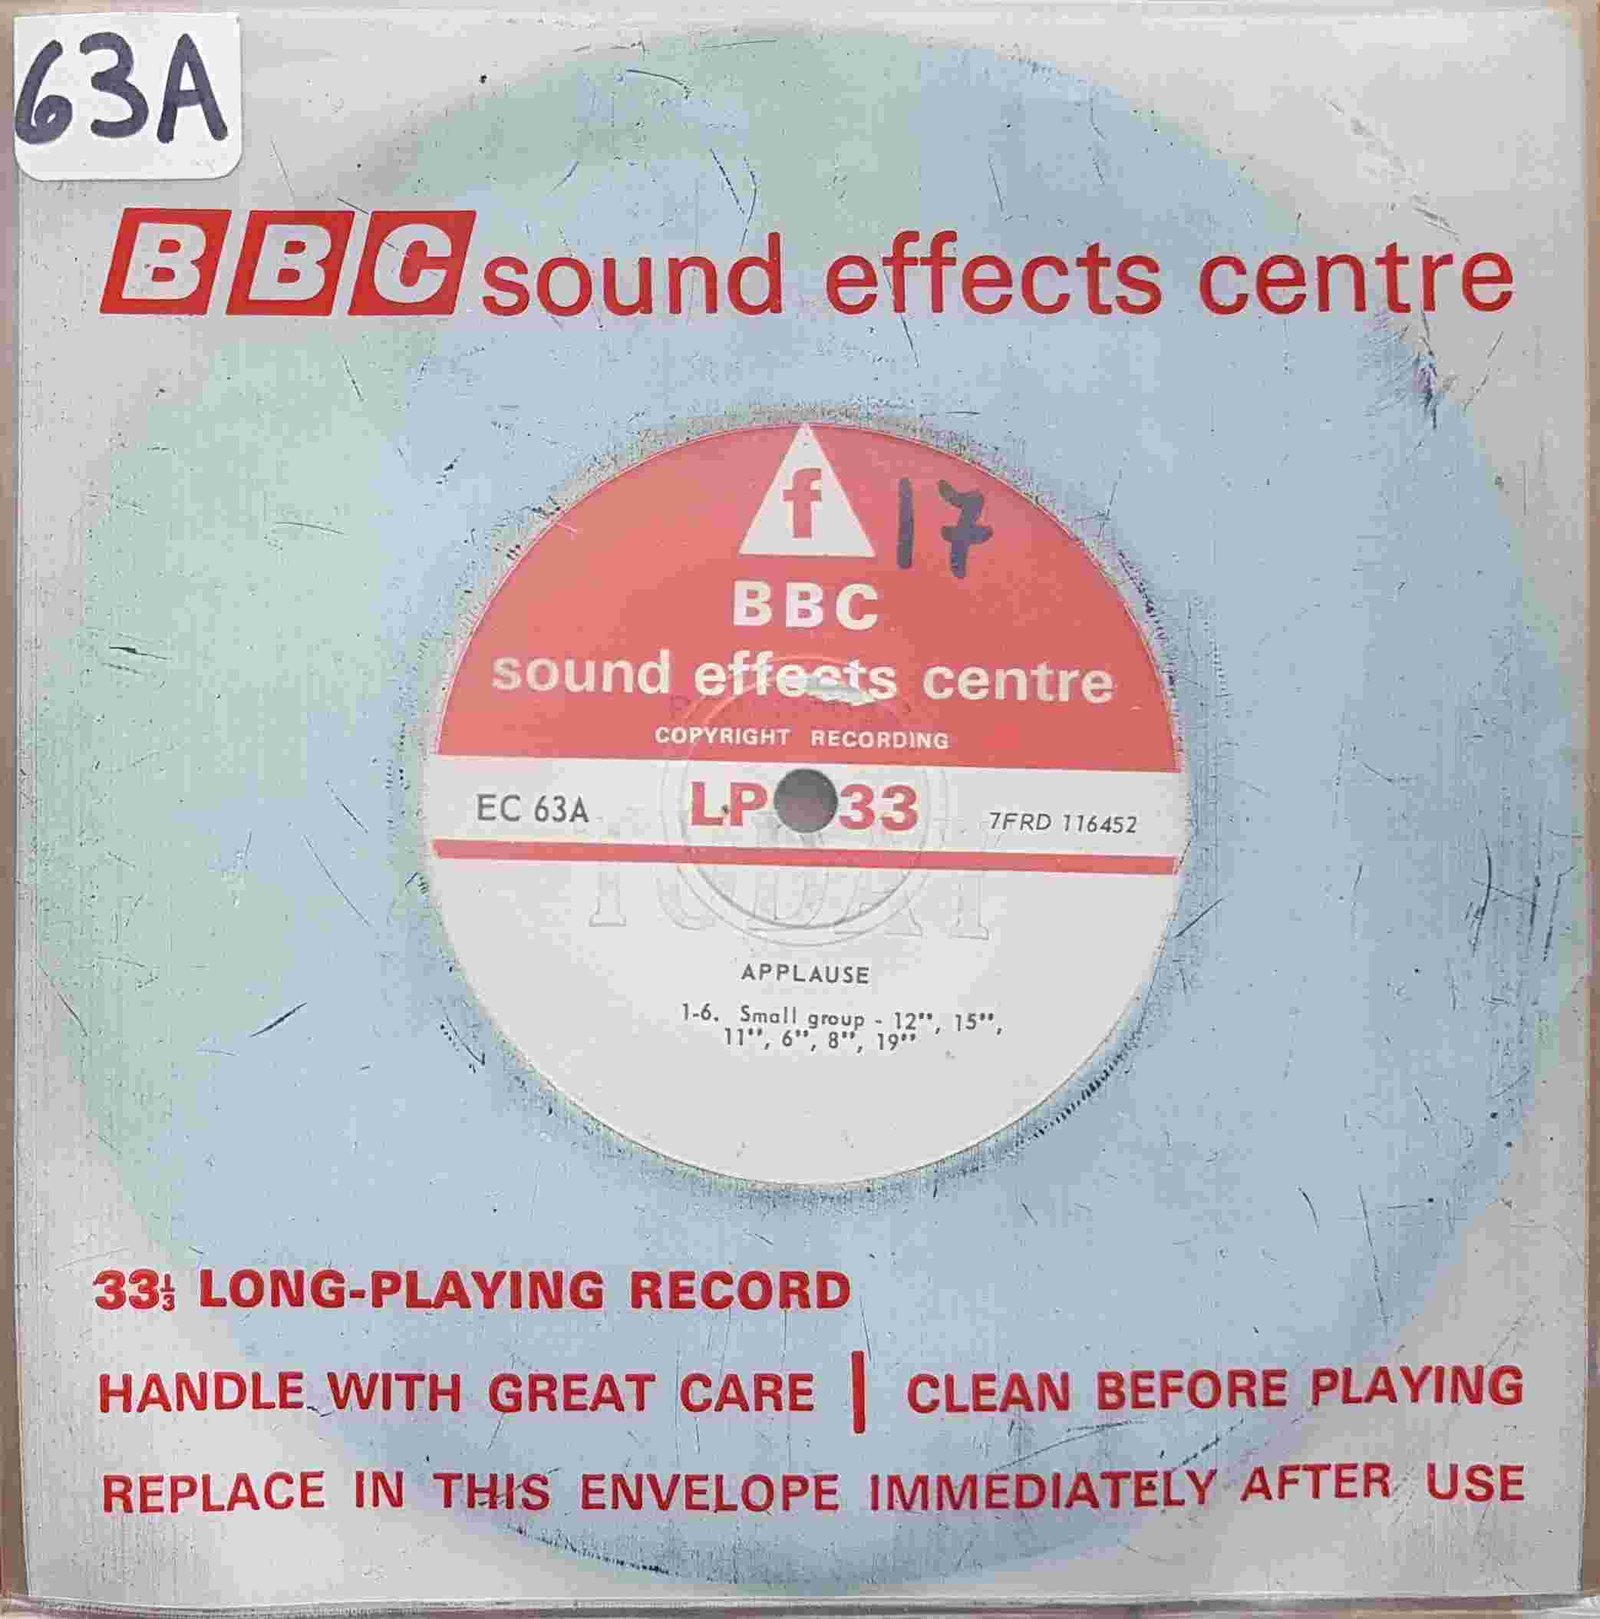 63A
BBC sound effects centre
f 17
BBC
sound effects centre
COPYRIGHT RECORDING
EC 63A LP 33 7FRD 116452
TODAY
APPLAUSE
1-6. Small group - 12", 15",
11", 6", 8", 19"
33⅓ LONG-PLAYING RECORD
HANDLE WITH GREAT CARE | CLEAN BEFORE PLAYING
REPLACE IN THIS ENVELOPE IMMEDIATELY AFTER USE